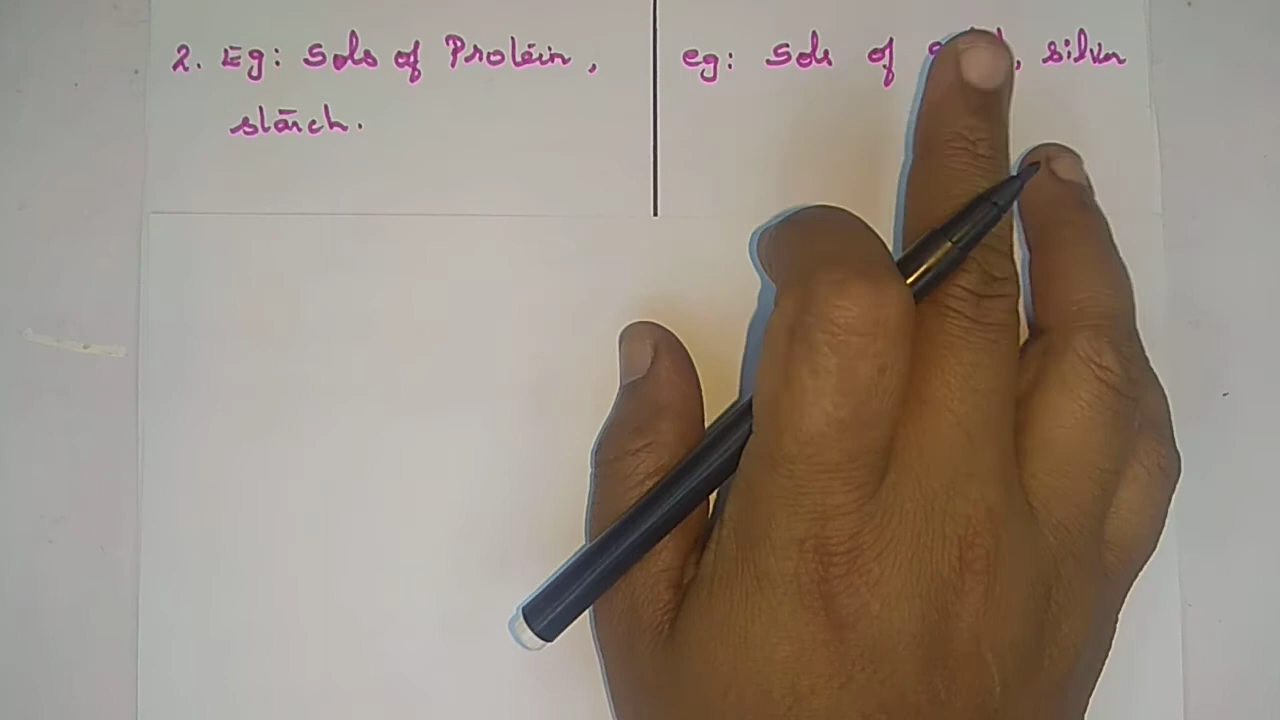 2. Eg: Sols of Protein,
starch.
eg: Sols of , silver